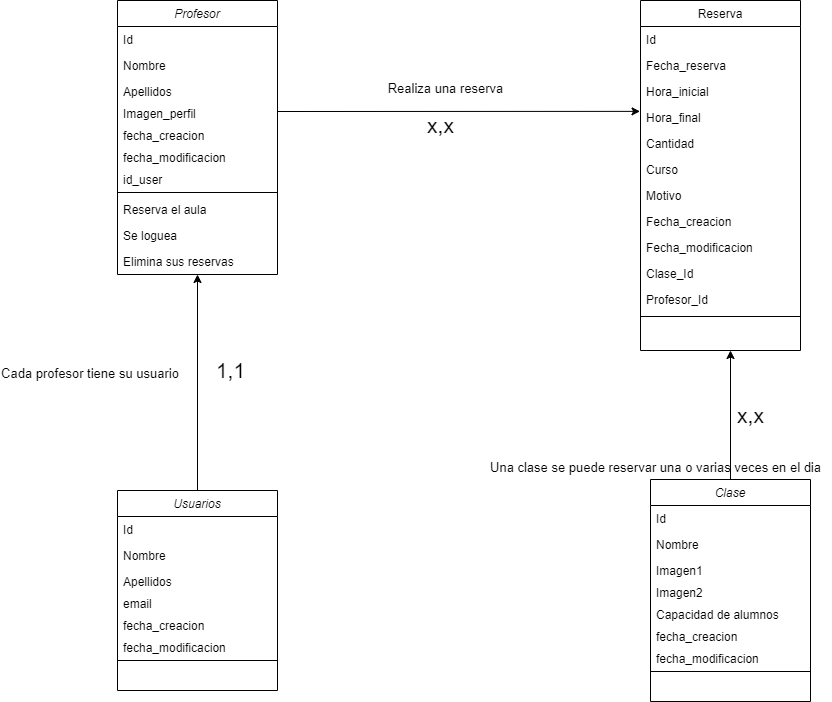 Profesor
Id
Nombre
Apellidos
Imagen_perfil
fecha_creacion
fecha_modificacion
id_user
Reserva el aula
Se loguea
Elimina sus reservas
Realiza una reserva
x,x
Reserva
Id
Fecha_reserva
Hora_inicial
Hora_final
Cantidad
Curso
Motivo
Fecha_creacion
Fecha_modificacion
Clase_Id
Profesor_Id
Cada profesor tiene su usuario
1,1
x,x
Una clase se puede reservar una o varias veces en el dia
Usuarios
Id
Nombre
Apellidos
email
fecha_creacion
fecha_modificacion
Clase
Id
Nombre
Imagen1
Imagen2
Capacidad de alumnos
fecha_creacion
fecha_modificacion